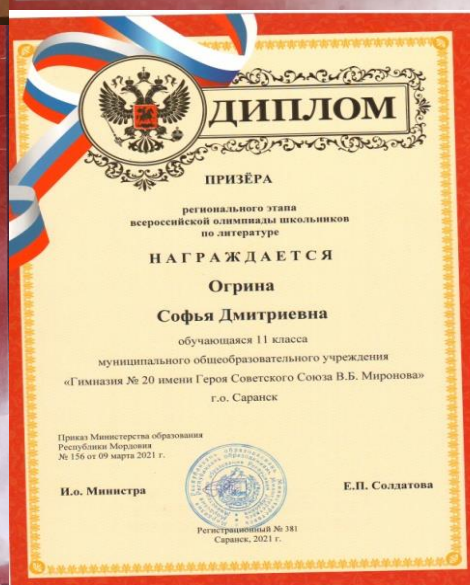 ДИПЛОМ
ПРИЗЁРА
регионального этапа
всероссийской олимпиады школьников
по литературе
НАГРАЖДАЕТСЯ
Огрина
Софья Дмитриевна
обучающаяся 11 класса
муниципального общеобразовательного учреждения
«Гимназия № 20 имени Героя Советского Союза В.Б. Миронова»
г.о. Саранск
Приказ Министерства образования
Республики Мордовия
№ 156 от 09 марта 2021 г.
И.о. Министра
Е.П. Солдатова
Регистрационный № 381
Саранск, 2021 г.